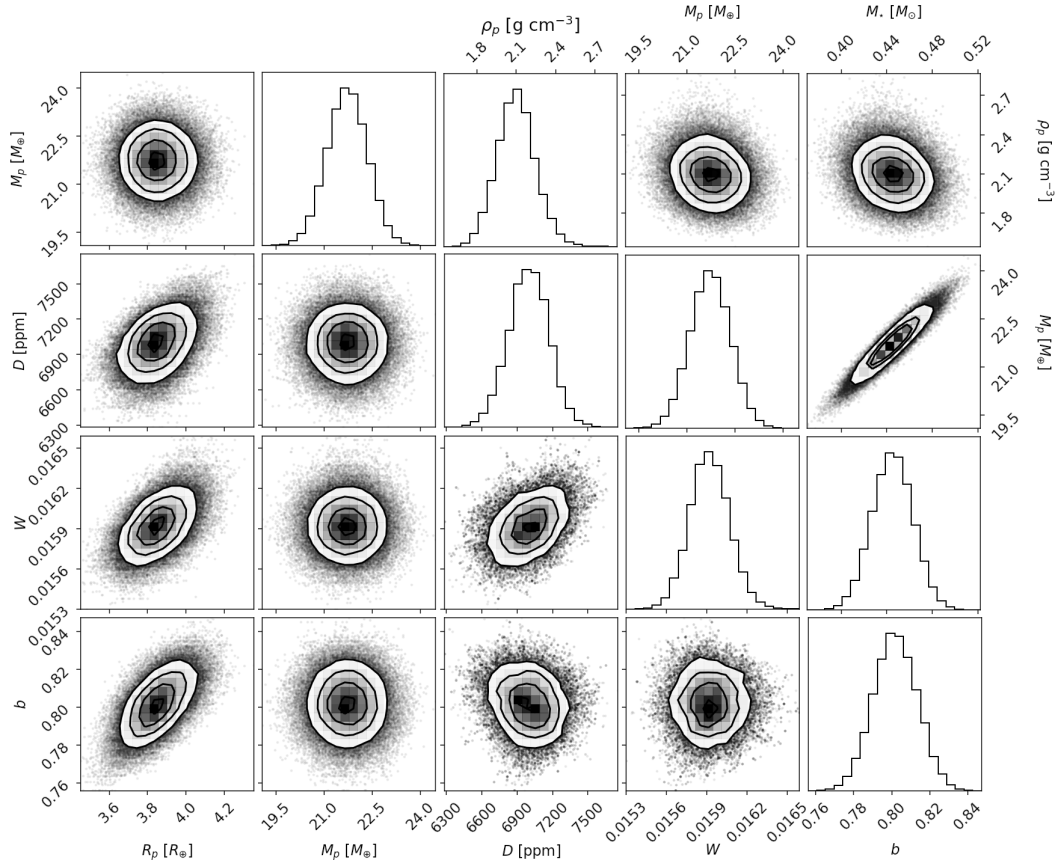 M_p [M_⊕] M⋆ [M_⊙]
ρ_p [g cm⁻³]
1.8 2.1 2.4 2.7 19.5 21.0 22.5 24.0 0.40 0.44 0.48 0.52
M_p [M_⊕] 24.0 22.5 21.0 19.5
2.7 2.4 2.1 1.8 ρ_p [g cm⁻³]
D [ppm] 7500 7200 6900 6600 6300
24.0 22.5 21.0 19.5 M_p [M_⊕]
W 0.0165 0.0162 0.0159 0.0156 0.0153
b 0.84 0.82 0.80 0.78 0.76
3.6 3.8 4.0 4.2 19.5 21.0 22.5 24.0 6300 6600 6900 7200 7500 0.0153 0.0156 0.0159 0.0162 0.0165 0.76 0.78 0.80 0.82 0.84
R_p [R_⊕] M_p [M_⊕] D [ppm] W b